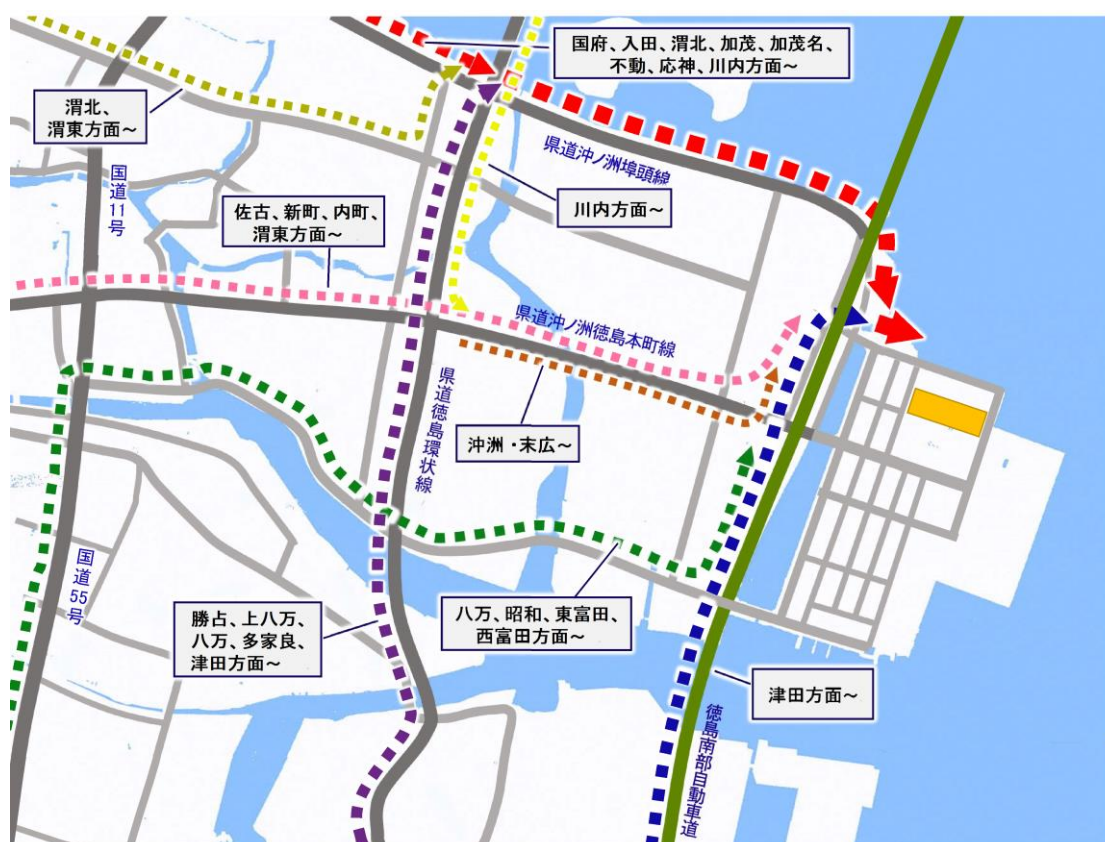 国府、入田、渭北、加茂、加茂名、
不動、応神、川内方面～
渭北、
渭東方面～
国道11号
県道沖ノ洲埠頭線
川内方面～
佐古、新町、内町、
渭東方面～
県道沖ノ洲徳島本町線
県道徳島環状線
沖洲・末広～
国道55号
勝占、上八万、
八万、多家良、
津田方面～
八万、昭和、東富田、
西富田方面～
津田方面～
徳島南部自動車道